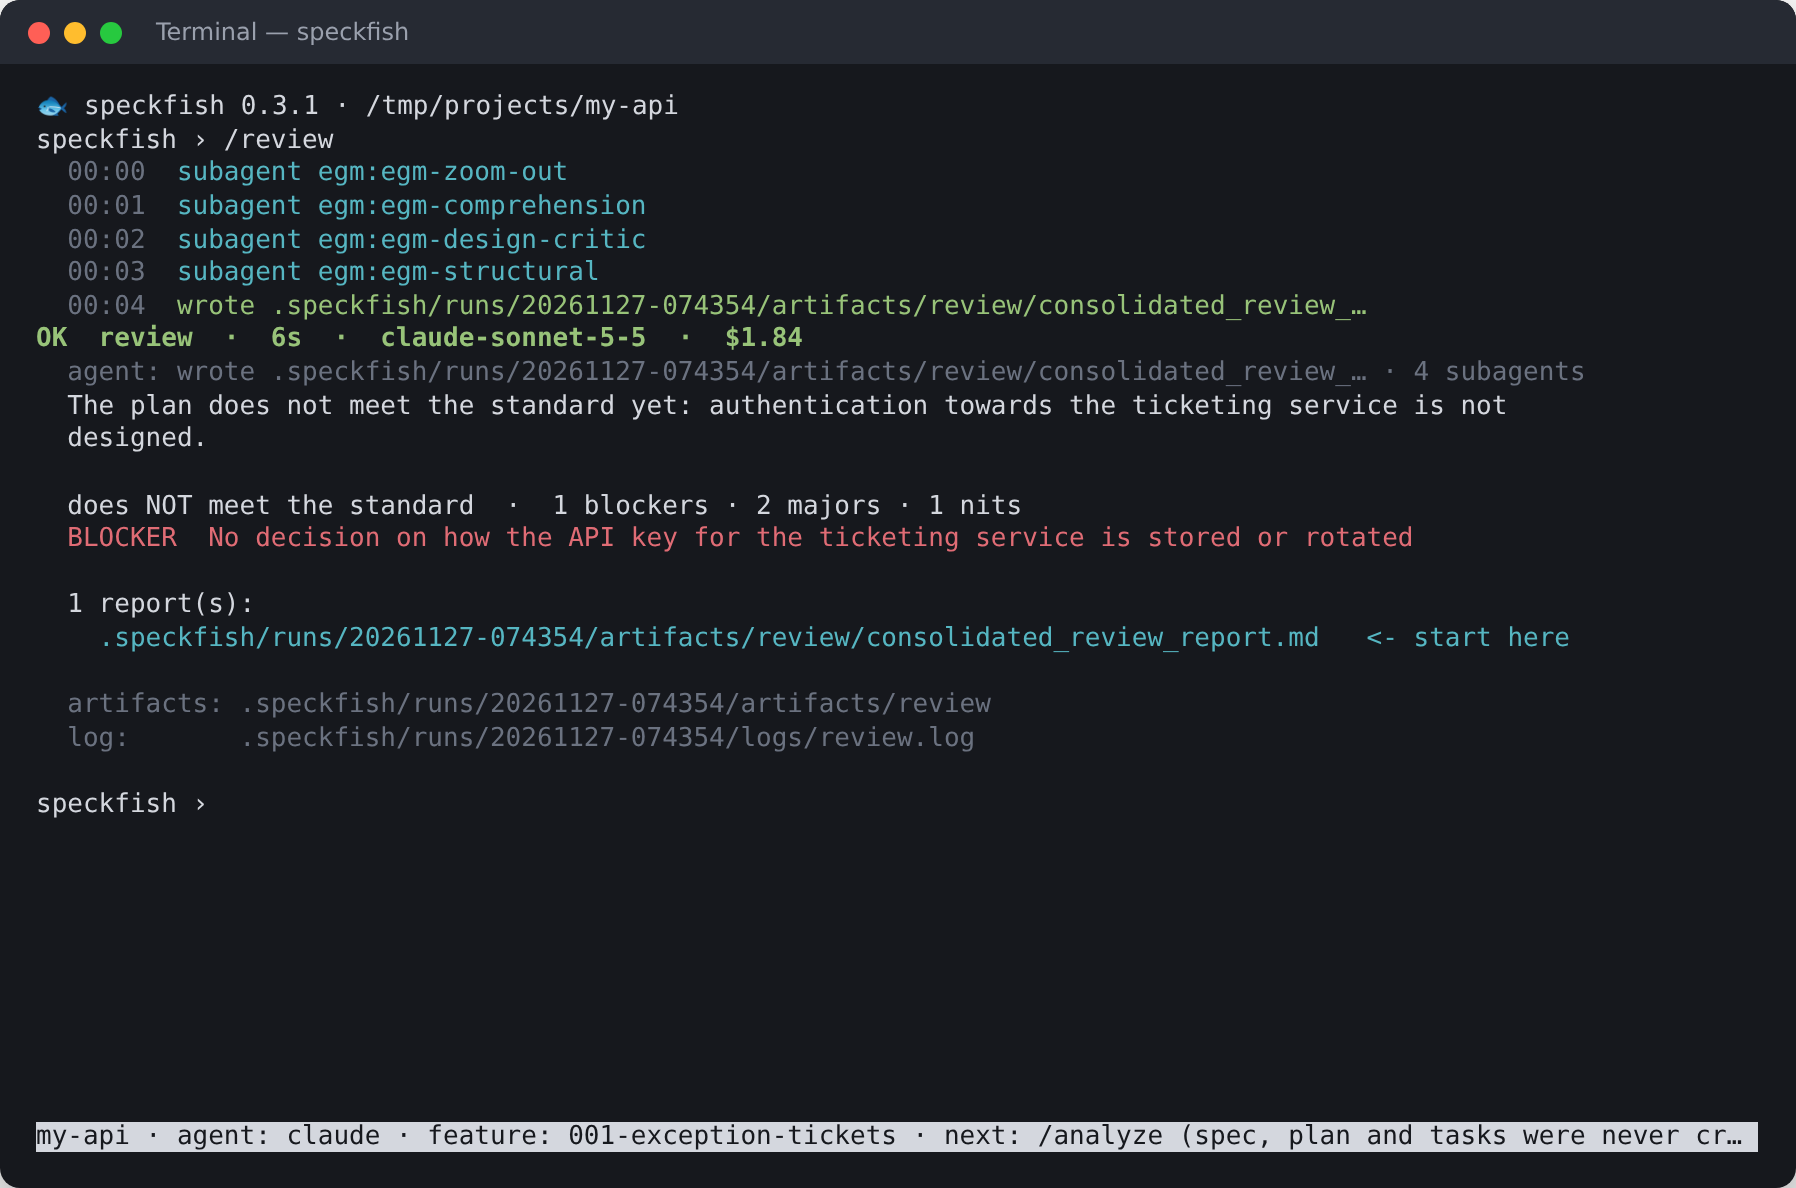 Terminal — speckfish
🐟 speckfish 0.3.1 · /tmp/projects/my-api
speckfish › /review
00:00  subagent egm:egm-zoom-out
00:01  subagent egm:egm-comprehension
00:02  subagent egm:egm-design-critic
00:03  subagent egm:egm-structural
00:04  wrote .speckfish/runs/20261127-074354/artifacts/review/consolidated_review_…
OK  review  ·  6s  ·  claude-sonnet-5-5  ·  $1.84
agent: wrote .speckfish/runs/20261127-074354/artifacts/review/consolidated_review_… · 4 subagents
The plan does not meet the standard yet: authentication towards the ticketing service is not
designed.
does NOT meet the standard  ·  1 blockers · 2 majors · 1 nits
BLOCKER  No decision on how the API key for the ticketing service is stored or rotated
1 report(s):
.speckfish/runs/20261127-074354/artifacts/review/consolidated_review_report.md   <- start here
artifacts: .speckfish/runs/20261127-074354/artifacts/review
log:       .speckfish/runs/20261127-074354/logs/review.log
speckfish ›
my-api · agent: claude · feature: 001-exception-tickets · next: /analyze (spec, plan and tasks were never cr…